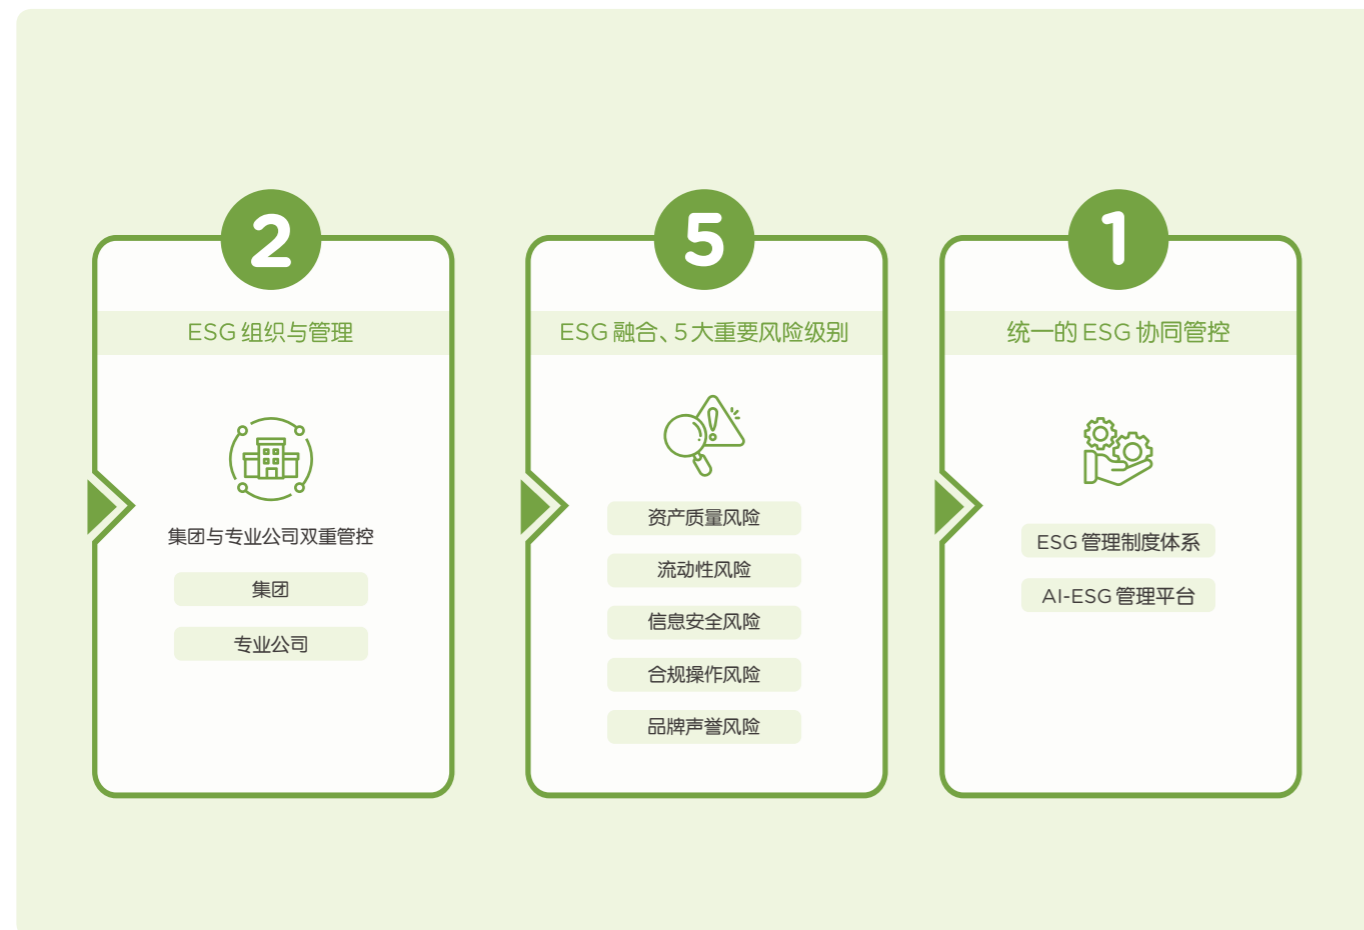 2
ESG 组织与管理
集团与专业公司双重管控
集团
专业公司
5
ESG 融合、5 大重要风险级别
资产质量风险
流动性风险
信息安全风险
合规操作风险
品牌声誉风险
1
统一的 ESG 协同管控
ESG 管理制度体系
AI-ESG 管理平台